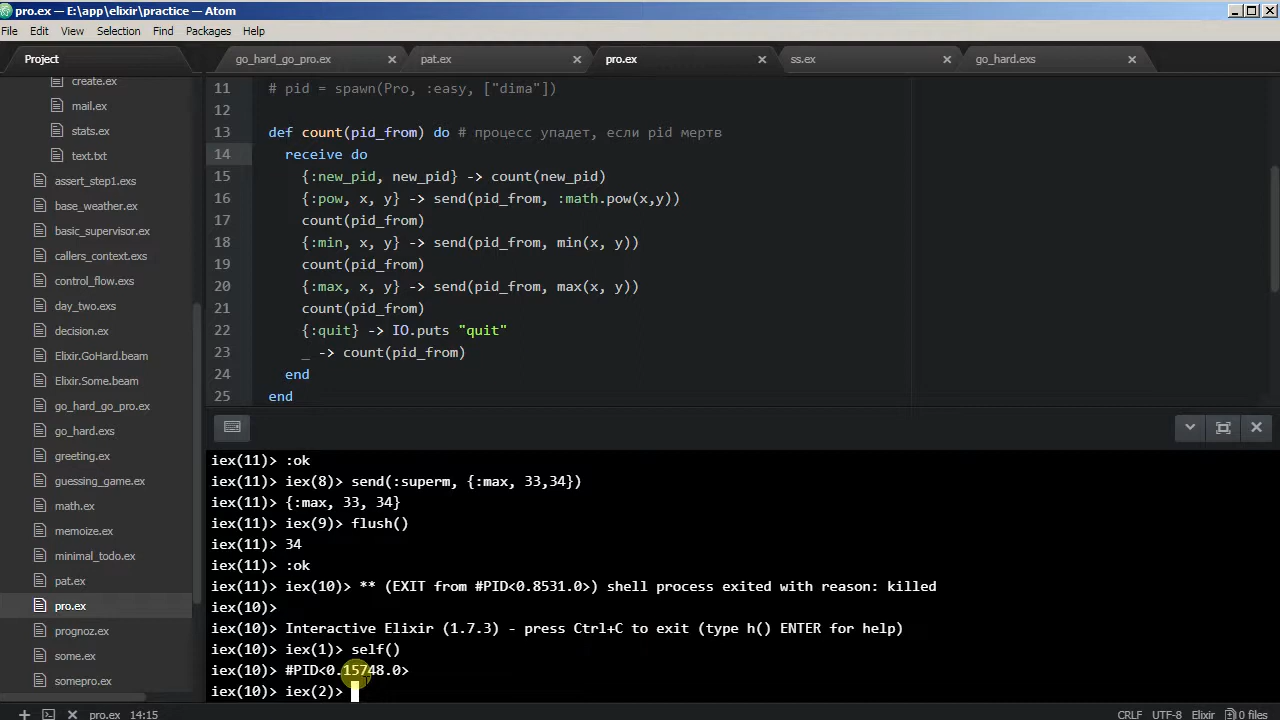 pro.ex — E:\app\elixir\practice — Atom
File Edit View Selection Find Packages Help
Project
go_hard_go_pro.ex
pat.ex
pro.ex
ss.ex
go_hard.exs
create.ex
mail.ex
stats.ex
text.txt
assert_step1.exs
base_weather.ex
basic_supervisor.ex
callers_context.exs
control_flow.exs
day_two.exs
decision.ex
Elixir.GoHard.beam
Elixir.Some.beam
go_hard_go_pro.ex
go_hard.exs
greeting.ex
guessing_game.ex
math.ex
memoize.ex
minimal_todo.ex
pat.ex
pro.ex
prognoz.ex
some.ex
somepro.ex
11 # pid = spawn(Pro, :easy, ["dima"])
12
13 def count(pid_from) do # процесс упадет, если pid мертв
14 receive do
15 {:new_pid, new_pid} -> count(new_pid)
16 {:pow, x, y} -> send(pid_from, :math.pow(x,y))
17 count(pid_from)
18 {:min, x, y} -> send(pid_from, min(x, y))
19 count(pid_from)
20 {:max, x, y} -> send(pid_from, max(x, y))
21 count(pid_from)
22 {:quit} -> IO.puts "quit"
23 _ -> count(pid_from)
24 end
25 end
iex(11)> :ok
iex(11)> iex(8)> send(:superm, {:max, 33,34})
iex(11)> {:max, 33, 34}
iex(11)> iex(9)> flush()
iex(11)> 34
iex(11)> :ok
iex(11)> iex(10)> ** (EXIT from #PID<0.8531.0>) shell process exited with reason: killed
iex(10)>
iex(10)> Interactive Elixir (1.7.3) - press Ctrl+C to exit (type h() ENTER for help)
iex(10)> iex(1)> self()
iex(10)> #PID<0.15748.0>
iex(10)> iex(2)>
pro.ex 14:15
CRLF UTF-8 Elixir 0 files